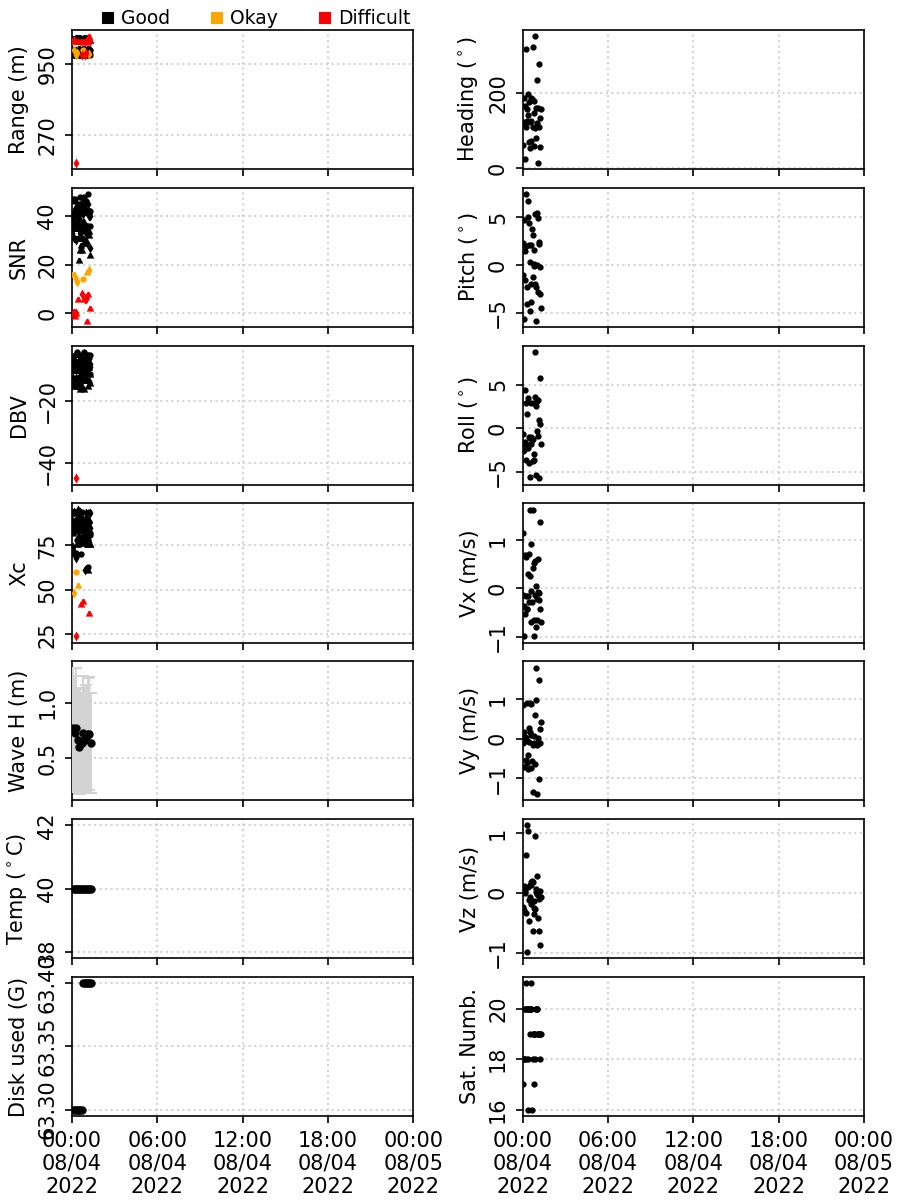 Good Okay Difficult
Range (m)
950
270
Heading (°)
200
0
SNR
40
20
0
Pitch (°)
5
0
−5
DBV
−20
−40
Roll (°)
5
0
−5
Xc
75
50
25
Vx (m/s)
1
0
−1
Wave H (m)
1.0
0.5
Vy (m/s)
1
0
−1
Temp (°C)
42
40
38
Vz (m/s)
1
0
−1
Disk used (G)
63.40
63.35
63.30
Sat. Numb.
20
18
16
00:00 06:00 12:00 18:00 00:00
08/04 08/04 08/04 08/04 08/05
2022 2022 2022 2022 2022
00:00 06:00 12:00 18:00 00:00
08/04 08/04 08/04 08/04 08/05
2022 2022 2022 2022 2022